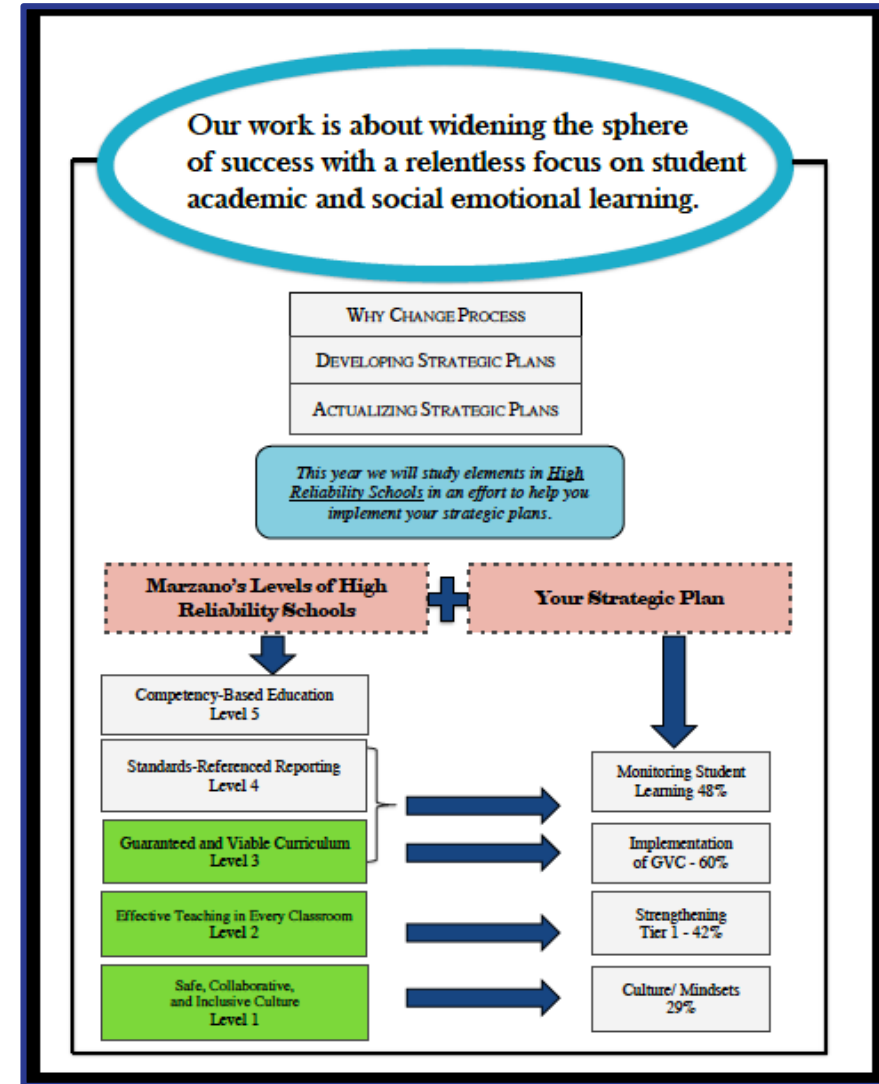 Our work is about widening the sphere
of success with a relentless focus on student
academic and social emotional learning.
WHY CHANGE PROCESS
DEVELOPING STRATEGIC PLANS
ACTUALIZING STRATEGIC PLANS
This year we will study elements in High
Reliability Schools in an effort to help you
implement your strategic plans.
Marzano's Levels of High
Reliability Schools
Your Strategic Plan
Competency-Based Education
Level 5
Standards-Referenced Reporting
Level 4
Monitoring Student
Learning 48%
Guaranteed and Viable Curriculum
Level 3
Implementation
of GVC - 60%
Effective Teaching in Every Classroom
Level 2
Strengthening
Tier 1 - 42%
Safe, Collaborative,
and Inclusive Culture
Level 1
Culture/ Mindsets
29%